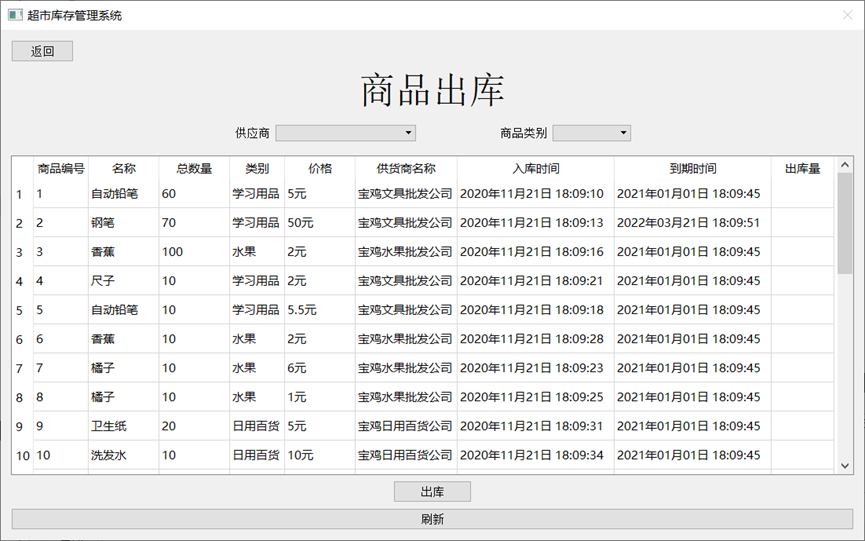 超市库存管理系统
返回
商品出库
供应商 商品类别
商品编号 名称 总数量 类别 价格 供货商名称 入库时间 到期时间 出库量
1 1 自动铅笔 60 学习用品 5元 宝鸡文具批发公司 2020年11月21日 18:09:10 2021年01月01日 18:09:45
2 2 钢笔 70 学习用品 50元 宝鸡文具批发公司 2020年11月21日 18:09:13 2022年03月21日 18:09:51
3 3 香蕉 100 水果 2元 宝鸡水果批发公司 2020年11月21日 18:09:16 2021年01月01日 18:09:45
4 4 尺子 10 学习用品 2元 宝鸡文具批发公司 2020年11月21日 18:09:21 2021年01月01日 18:09:45
5 5 自动铅笔 10 学习用品 5.5元 宝鸡文具批发公司 2020年11月21日 18:09:18 2021年01月01日 18:09:45
6 6 香蕉 10 水果 2元 宝鸡水果批发公司 2020年11月21日 18:09:28 2021年01月01日 18:09:45
7 7 橘子 10 水果 6元 宝鸡水果批发公司 2020年11月21日 18:09:23 2021年01月01日 18:09:45
8 8 橘子 10 水果 1元 宝鸡水果批发公司 2020年11月21日 18:09:25 2021年01月01日 18:09:45
9 9 卫生纸 20 日用百货 5元 宝鸡日用百货公司 2020年11月21日 18:09:31 2021年01月01日 18:09:45
10 10 洗发水 10 日用百货 10元 宝鸡日用百货公司 2020年11月21日 18:09:34 2021年01月01日 18:09:45
出库
刷新